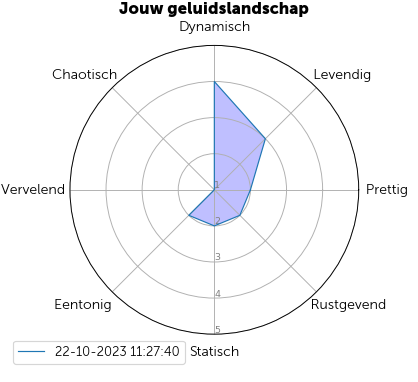 Jouw geluidslandschap
Dynamisch
Chaotisch
Levendig
Vervelend
1
Prettig
2
3
Eentonig
4
Rustgevend
5
22-10-2023 11:27:40
Statisch